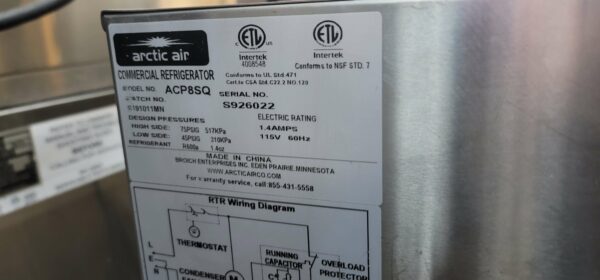 arctic air
COMMERCIAL REFRIGERATOR
ETL
Intertek
4008548
ETL
Intertek
Conforms to UL Std.471
Cert.to CSA Std.C22.2 NO.120
Conforms to NSF STD. 7
MODEL NO. ACP8SQ
SERIAL NO.
S926022
BATCH NO.
DESIGN PRESSURES
ELECTRIC RATING
HIGH SIDE: 75PSIG 517KPa
1.4AMPS
LOW SIDE: 45PSIG 310KPa
115V 60Hz
REFRIGERANT R600a 1.4oz
MADE IN CHINA
BROICH ENTERPRISES INC. EDEN PRAIRIE, MINNESOTA
WWW.ARCTICAIRCO.COM
For warranty service, call:855-431-5558
RTR Wiring Diagram
THERMOSTAT
L
E
CONDENSER
M
RUNNING
CAPACITOR
OVERLOAD
PROTECTOR